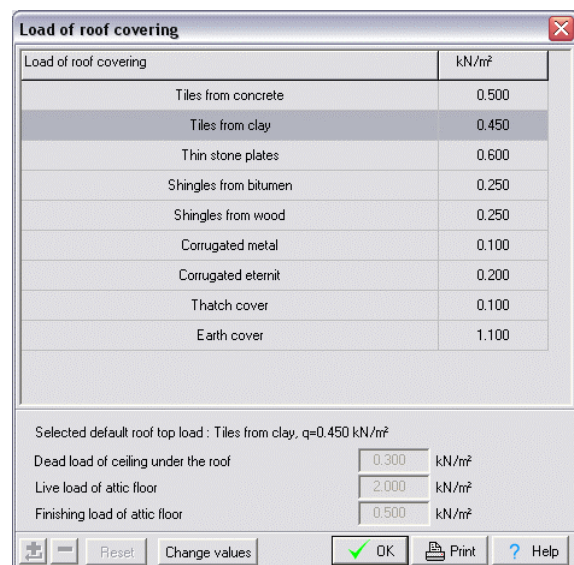 Load of roof covering
Load of roof covering kN/m²
Tiles from concrete 0.500
Tiles from clay 0.450
Thin stone plates 0.600
Shingles from bitumen 0.250
Shingles from wood 0.250
Corrugated metal 0.100
Corrugated eternit 0.200
Thatch cover 0.100
Earth cover 1.100
Selected default roof top load : Tiles from clay, q=0.450 kN/m²
Dead load of ceiling under the roof 0.300 kN/m²
Live load of attic floor 2.000 kN/m²
Finishing load of attic floor 0.500 kN/m²
Reset Change values OK Print ? Help